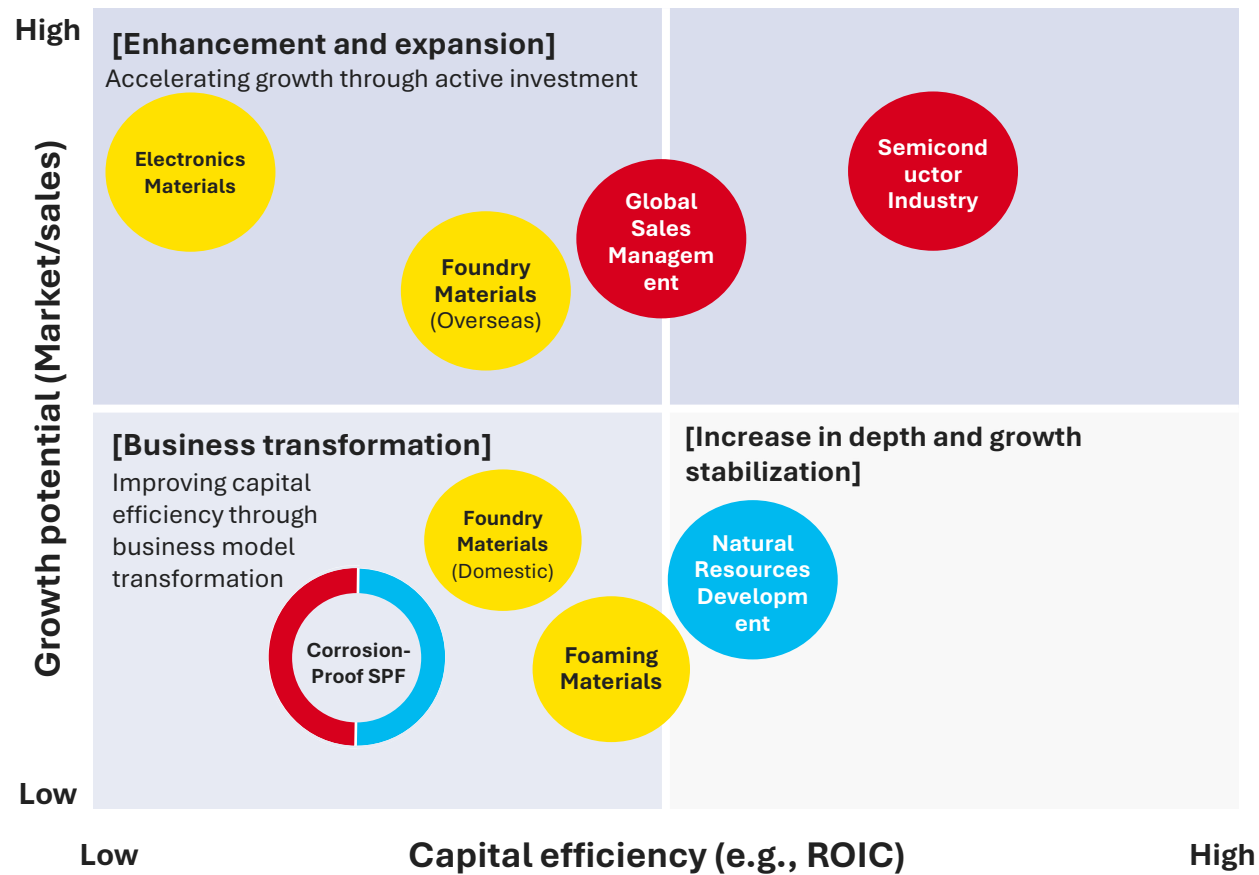 High
[Enhancement and expansion]
Accelerating growth through active investment
Electronics
Materials
Foundry
Materials
(Overseas)
Global
Sales
Managem
ent
Semicond
uctor
Industry
Growth potential (Market/sales)
[Business transformation]
Improving capital
efficiency through
business model
transformation
Foundry
Materials
(Domestic)
Corrosion-
Proof SPF
Foaming
Materials
[Increase in depth and growth
stabilization]
Natural
Resources
Developm
ent
Low
Low
Capital efficiency (e.g., ROIC)
High